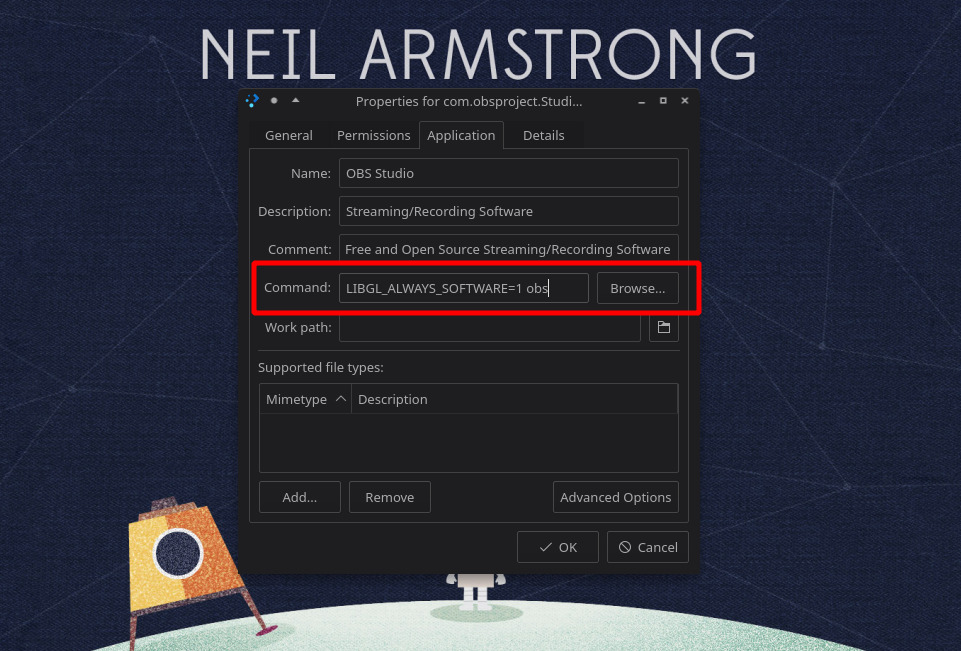 NEIL ARMSTRONG
Properties for com.obsproject.Studi...
General Permissions Application Details
Name: OBS Studio
Description: Streaming/Recording Software
Comment: Free and Open Source Streaming/Recording Software
Command: LIBGL_ALWAYS_SOFTWARE=1 obs Browse...
Work path:
Supported file types:
Mimetype Description
Add... Remove Advanced Options
OK Cancel